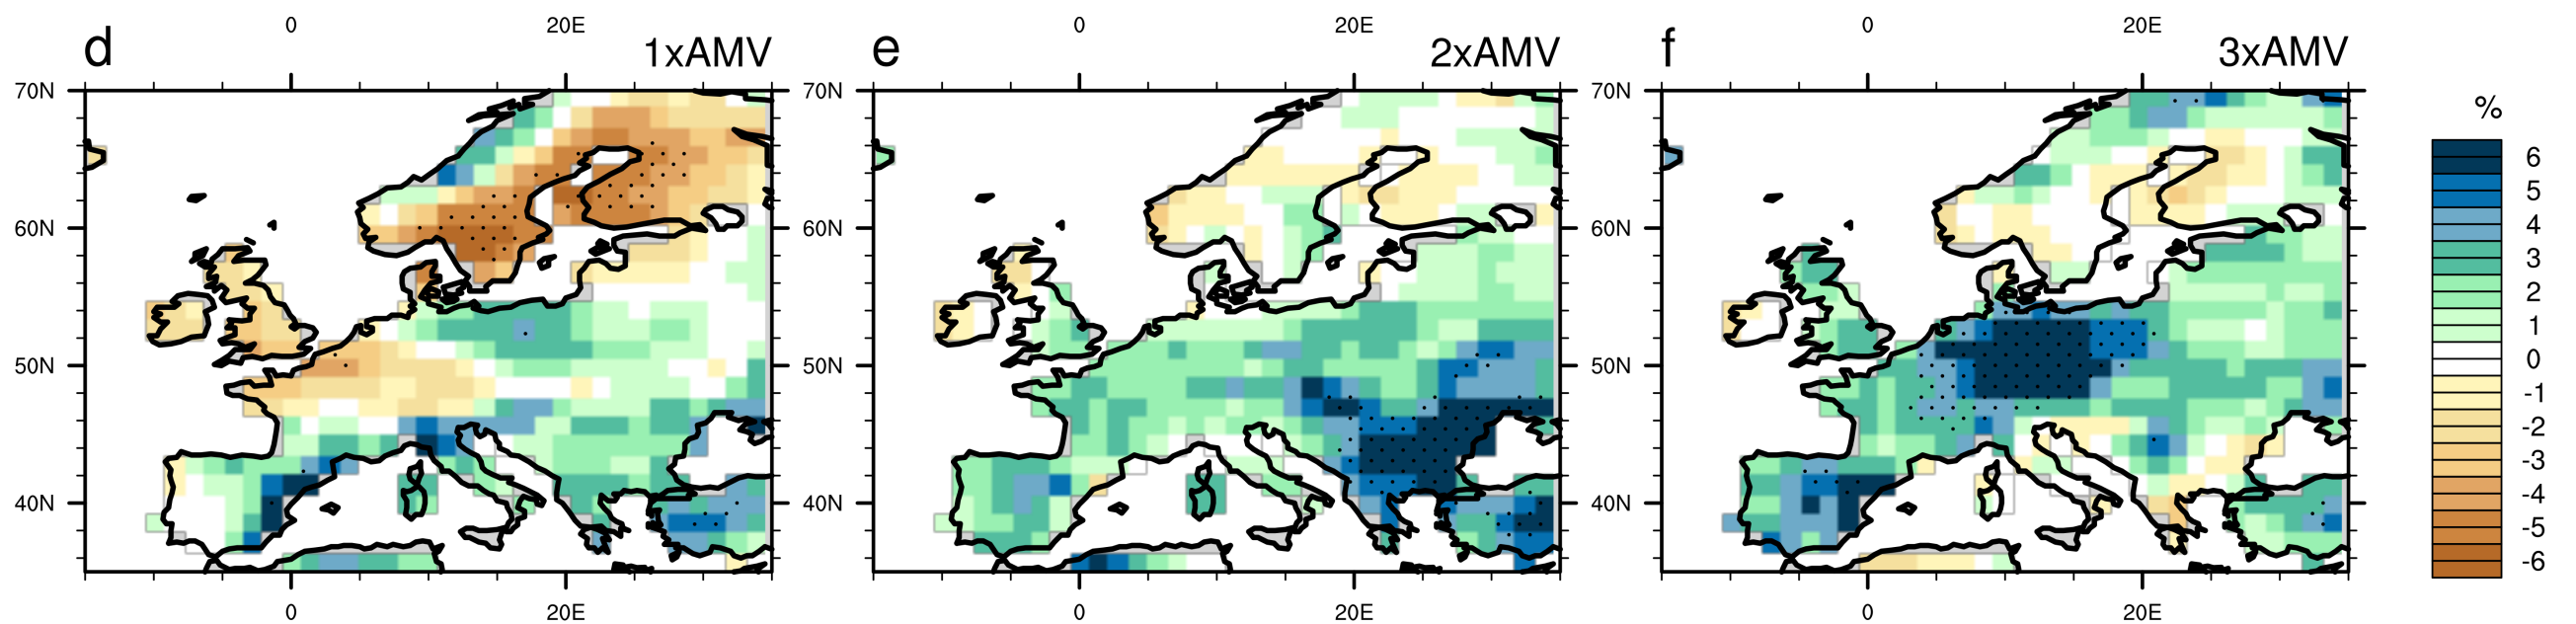 0 20E 0 20E 0 20E
d 1xAMV e 2xAMV f 3xAMV
70N 70N 70N %
6
60N 60N 60N 5
4
3
2
50N 50N 50N 1
0
-1
-2
40N 40N 40N -3
-4
-5
-6
0 20E 0 20E 0 20E